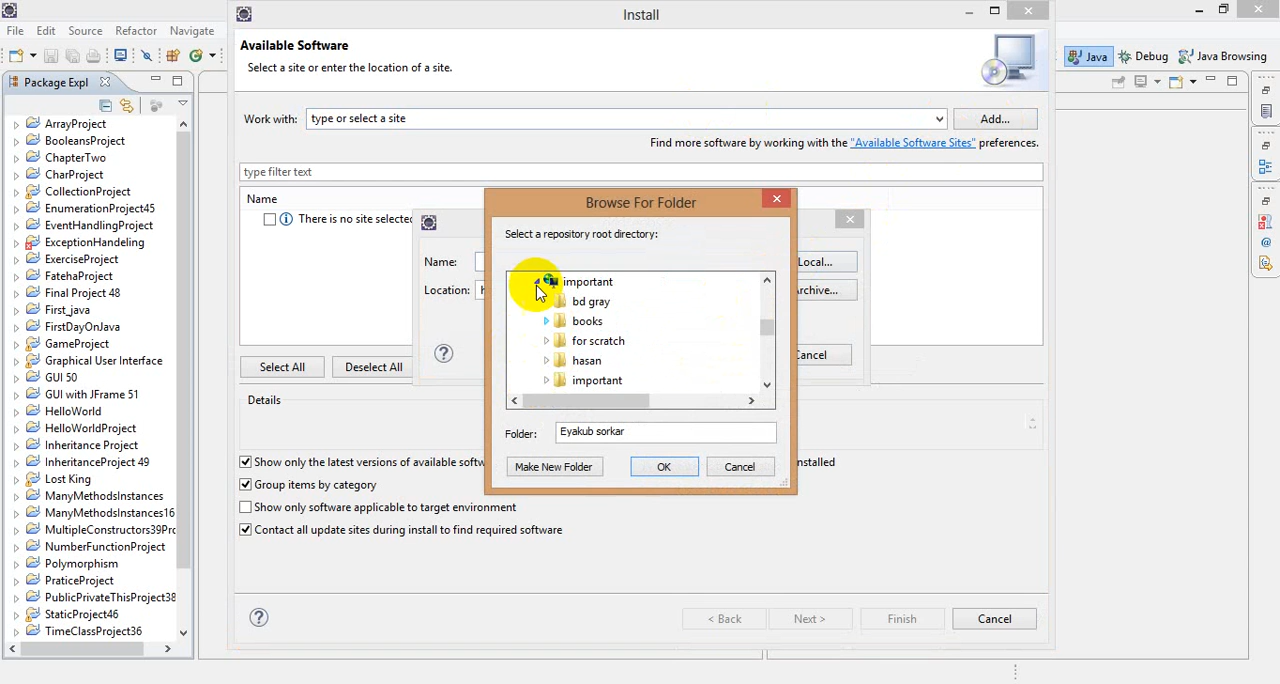 Install
File Edit Source Refactor Navigate
Available Software
Select a site or enter the location of a site.
Java Debug Java Browsing
Package Expl
Work with: type or select a site Add...
Find more software by working with the "Available Software Sites" preferences.
type filter text
Name
There is no site selected
ArrayProject
BooleansProject
ChapterTwo
CharProject
CollectionProject
EnumerationProject45
EventHandlingProject
ExceptionHandeling
ExerciseProject
FatehaProject
Final Project 48
First_java
FirstDayOnJava
GameProject
Graphical User Interface
GUI 50
GUI with JFrame 51
HelloWorld
HelloWorldProject
Inheritance Project
InheritanceProject 49
Lost King
ManyMethodsInstances
ManyMethodsInstances16
MultipleConstructors39Prc
NumberFunctionProject
Polymorphism
PraticeProject
PublicPrivateThisProject38
StaticProject46
TimeClassProject36
Browse For Folder
Select a repository root directory:
important
bd gray
books
for scratch
hasan
important
Folder: Eyakub sorkar
Make New Folder OK Cancel
Name: Local...
Location: Archive...
Cancel
Select All Deselect All
Details
Show only the latest versions of available softw
nstalled
Group items by category
Show only software applicable to target environment
Contact all update sites during install to find required software
< Back Next > Finish Cancel